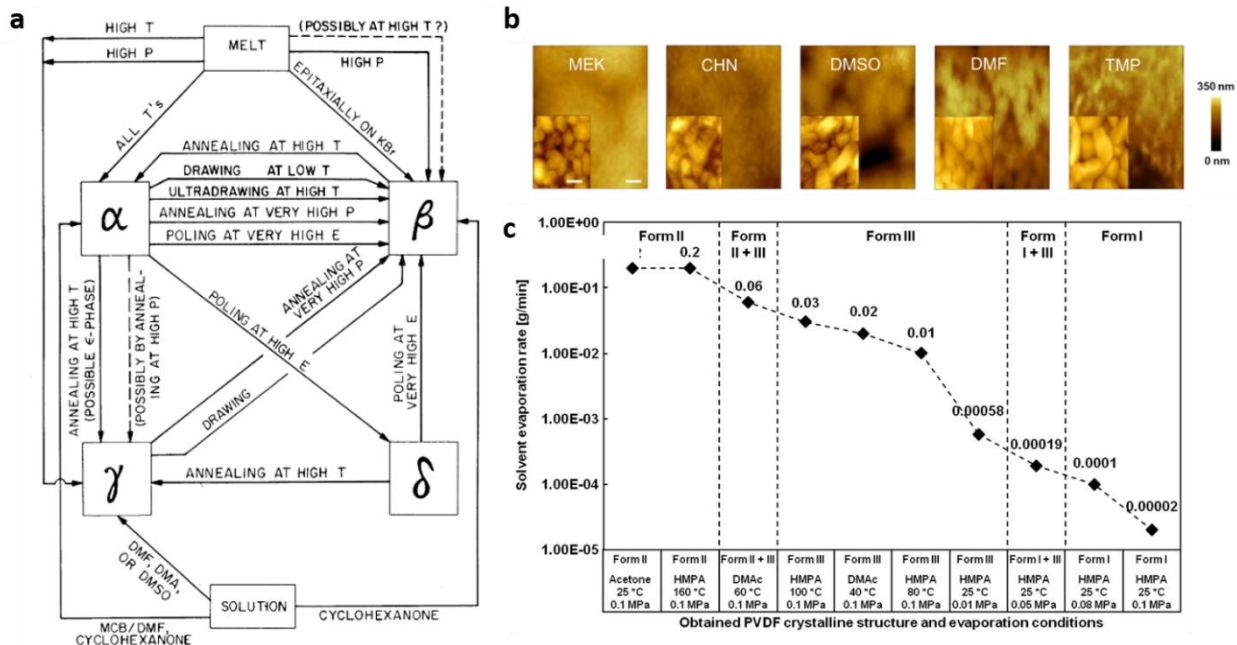 a
HIGH T
HIGH P
MELT
(POSSIBLY AT HIGH T?)
HIGH P
ALL T's
EPITAXIALLY ON KBr
ANNEALING AT HIGH T
DRAWING AT LOW T
ULTRADRAWING AT HIGH T
ANNEALING AT VERY HIGH P
POLING AT VERY HIGH E
α
β
ANNEALING AT HIGH T
(POSSIBLE ϵ-PHASE)
(POSSIBLY BY ANNEAL-
ING AT HIGH P)
POLING AT HIGH E
ANNEALING AT
VERY HIGH P
DRAWING
POLING AT
VERY HIGH E
γ
δ
ANNEALING AT HIGH T
DMF, DMA,
OR DMSO
SOLUTION
CYCLOHEXANONE
MCB/DMF,
CYCLOHEXANONE
b
MEK
CHN
DMSO
DMF
TMP
350 nm
0 nm
c
Solvent evaporation rate [g/min]
1.00E+00
1.00E-01
1.00E-02
1.00E-03
1.00E-04
1.00E-05
Form II
Form
II + III
Form III
Form
I + III
Form I
0.2
0.06
0.03
0.02
0.01
0.00058
0.00019
0.0001
0.00002
Form II
Acetone
25 °C
0.1 MPa
Form II
HMPA
160 °C
0.1 MPa
Form II + III
DMAc
60 °C
0.1 MPa
Form III
HMPA
100 °C
0.1 MPa
Form III
DMAc
40 °C
0.1 MPa
Form III
HMPA
80 °C
0.1 MPa
Form III
HMPA
25 °C
0.01 MPa
Form I + III
HMPA
25 °C
0.05 MPa
Form I
HMPA
25 °C
0.08 MPa
Form I
HMPA
25 °C
0.1 MPa
Obtained PVDF crystalline structure and evaporation conditions